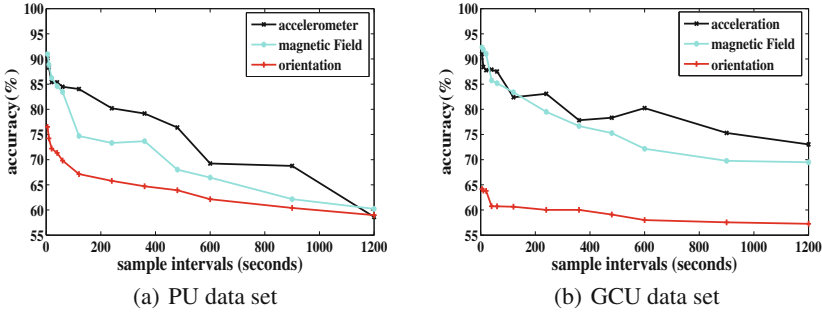 100
95
90
85
80
75
70
65
60
55
accuracy(%)
0
200
400
600
800
1000
1200
sample intervals (seconds)
accelerometer
magnetic Field
orientation
(a) PU data set
100
95
90
85
80
75
70
65
60
55
accuracy(%)
0
200
400
600
800
1000
1200
sample intervals (seconds)
acceleration
magnetic Field
orientation
(b) GCU data set